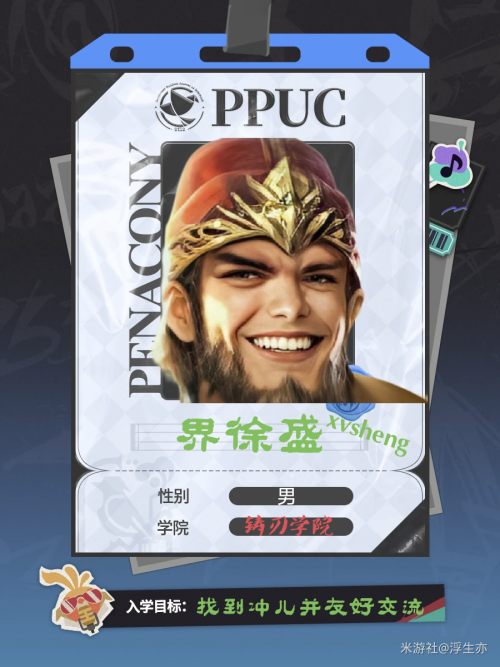 PPUC
PENACONY
界徐盛
xvsheng
性别 男
学院 铸刃学院
入学目标：找到冲儿并友好交流
米游社@浮生亦